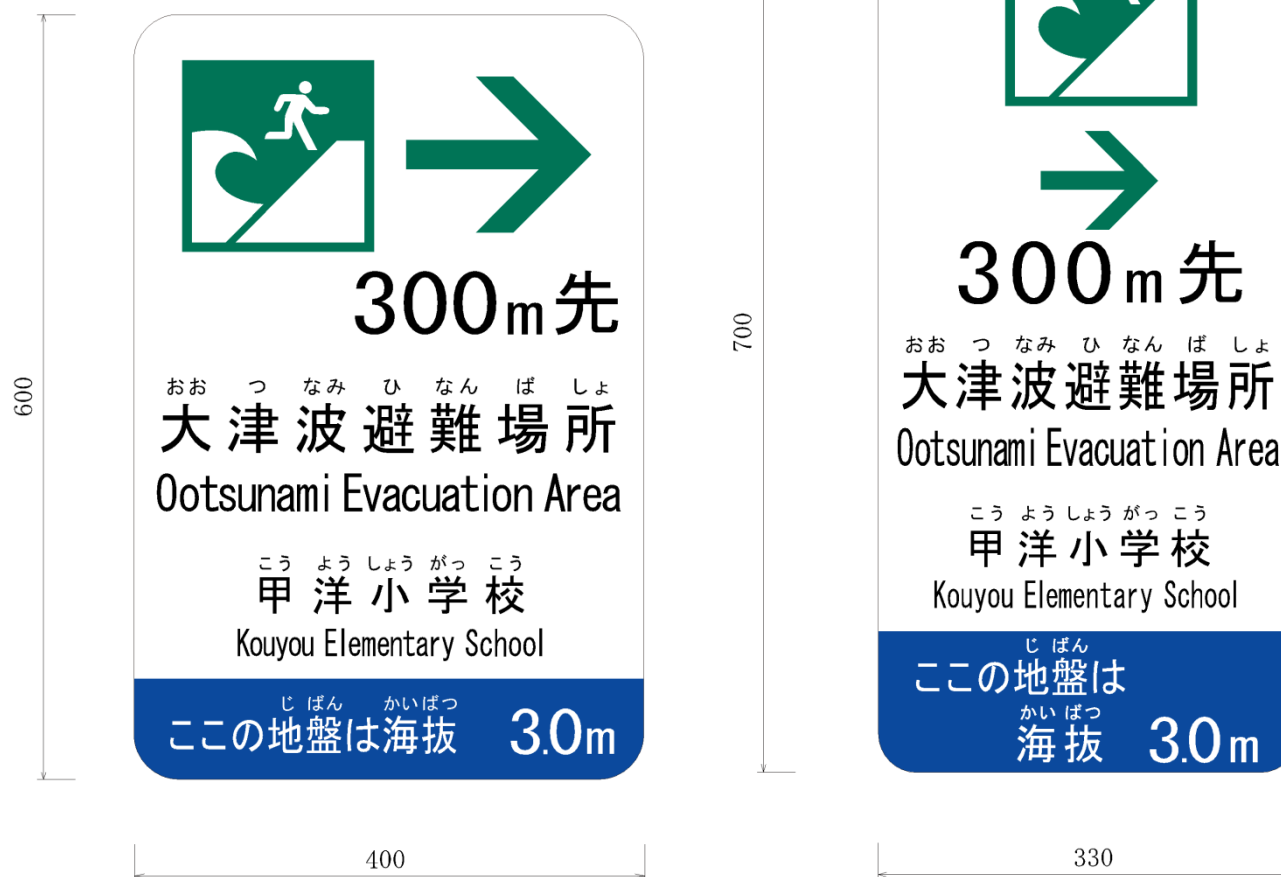 600
300m先
おお つ なみ ひ なん ば しょ
大津波避難場所
Ootsunami Evacuation Area
こう よう しょう がっ こう
甲洋小学校
Kouyou Elementary School
じ ばん かいばつ
ここの地盤は海抜 3.0m
400
700
300m先
おお つ なみ ひ なん ば しょ
大津波避難場所
Ootsunami Evacuation Area
こう よう しょう がっ こう
甲洋小学校
Kouyou Elementary School
じ ばん
ここの地盤は
かい ばつ
海抜 3.0m
330